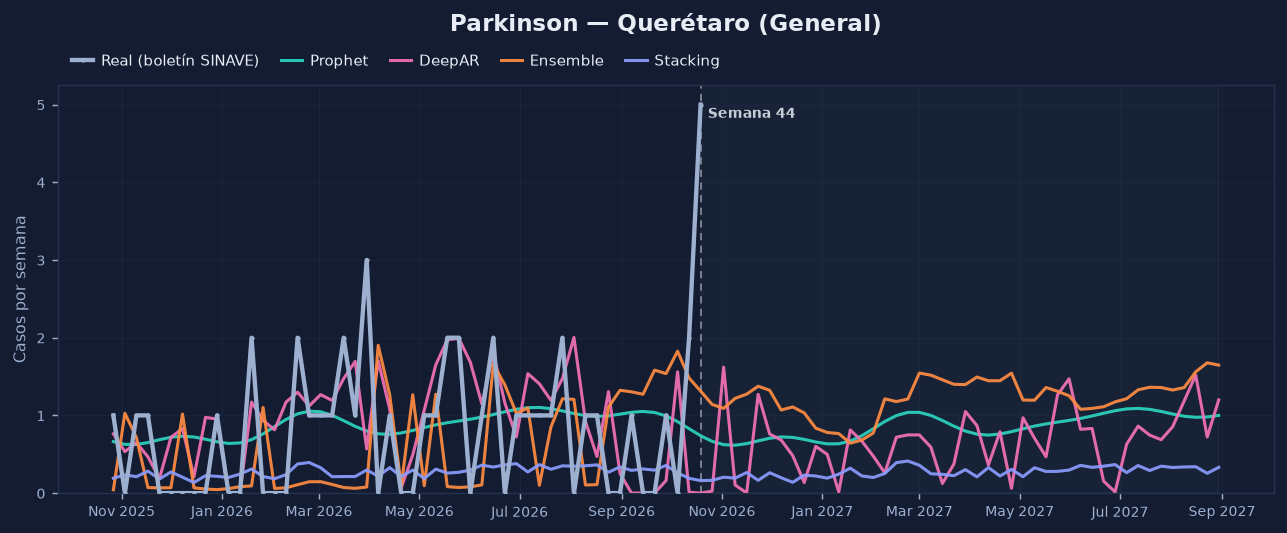 Parkinson — Querétaro (General)
Real (boletín SINAVE) Prophet DeepAR Ensemble Stacking
Casos por semana
5
4
3
2
1
0
Semana 44
Nov 2025 Jan 2026 Mar 2026 May 2026 Jul 2026 Sep 2026 Nov 2026 Jan 2027 Mar 2027 May 2027 Jul 2027 Sep 2027